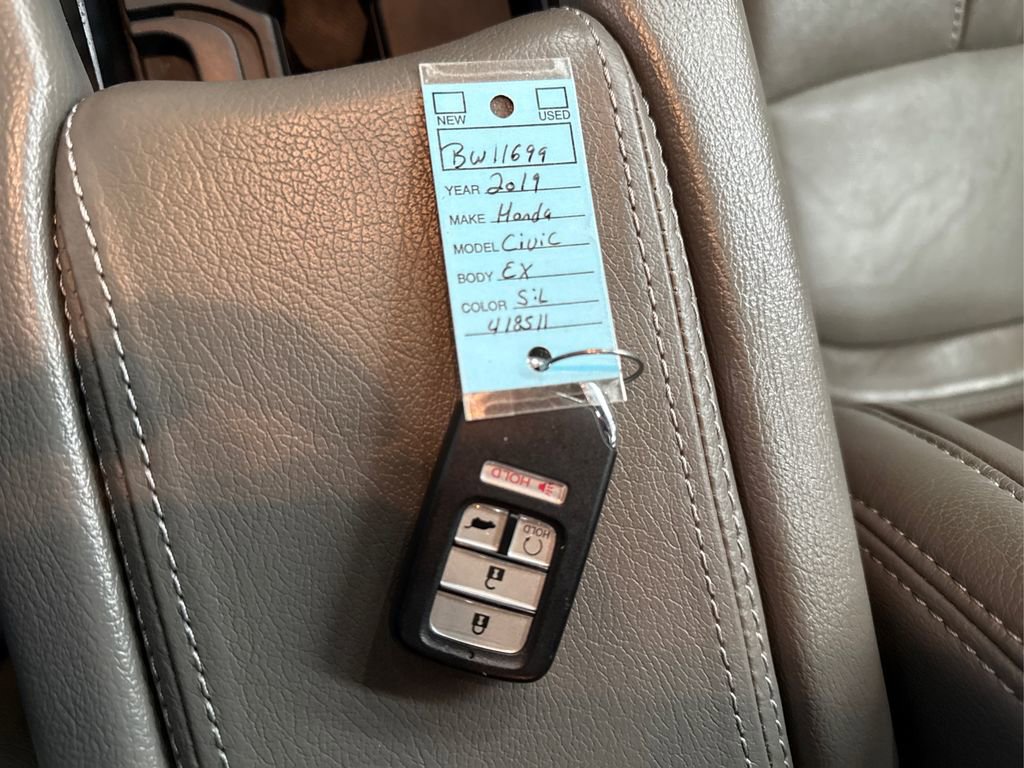 NEW USED
BW11699
YEAR 2019
MAKE Honda
MODEL Civic
BODY EX
COLOR SiL
418511
HOLD
HOLD